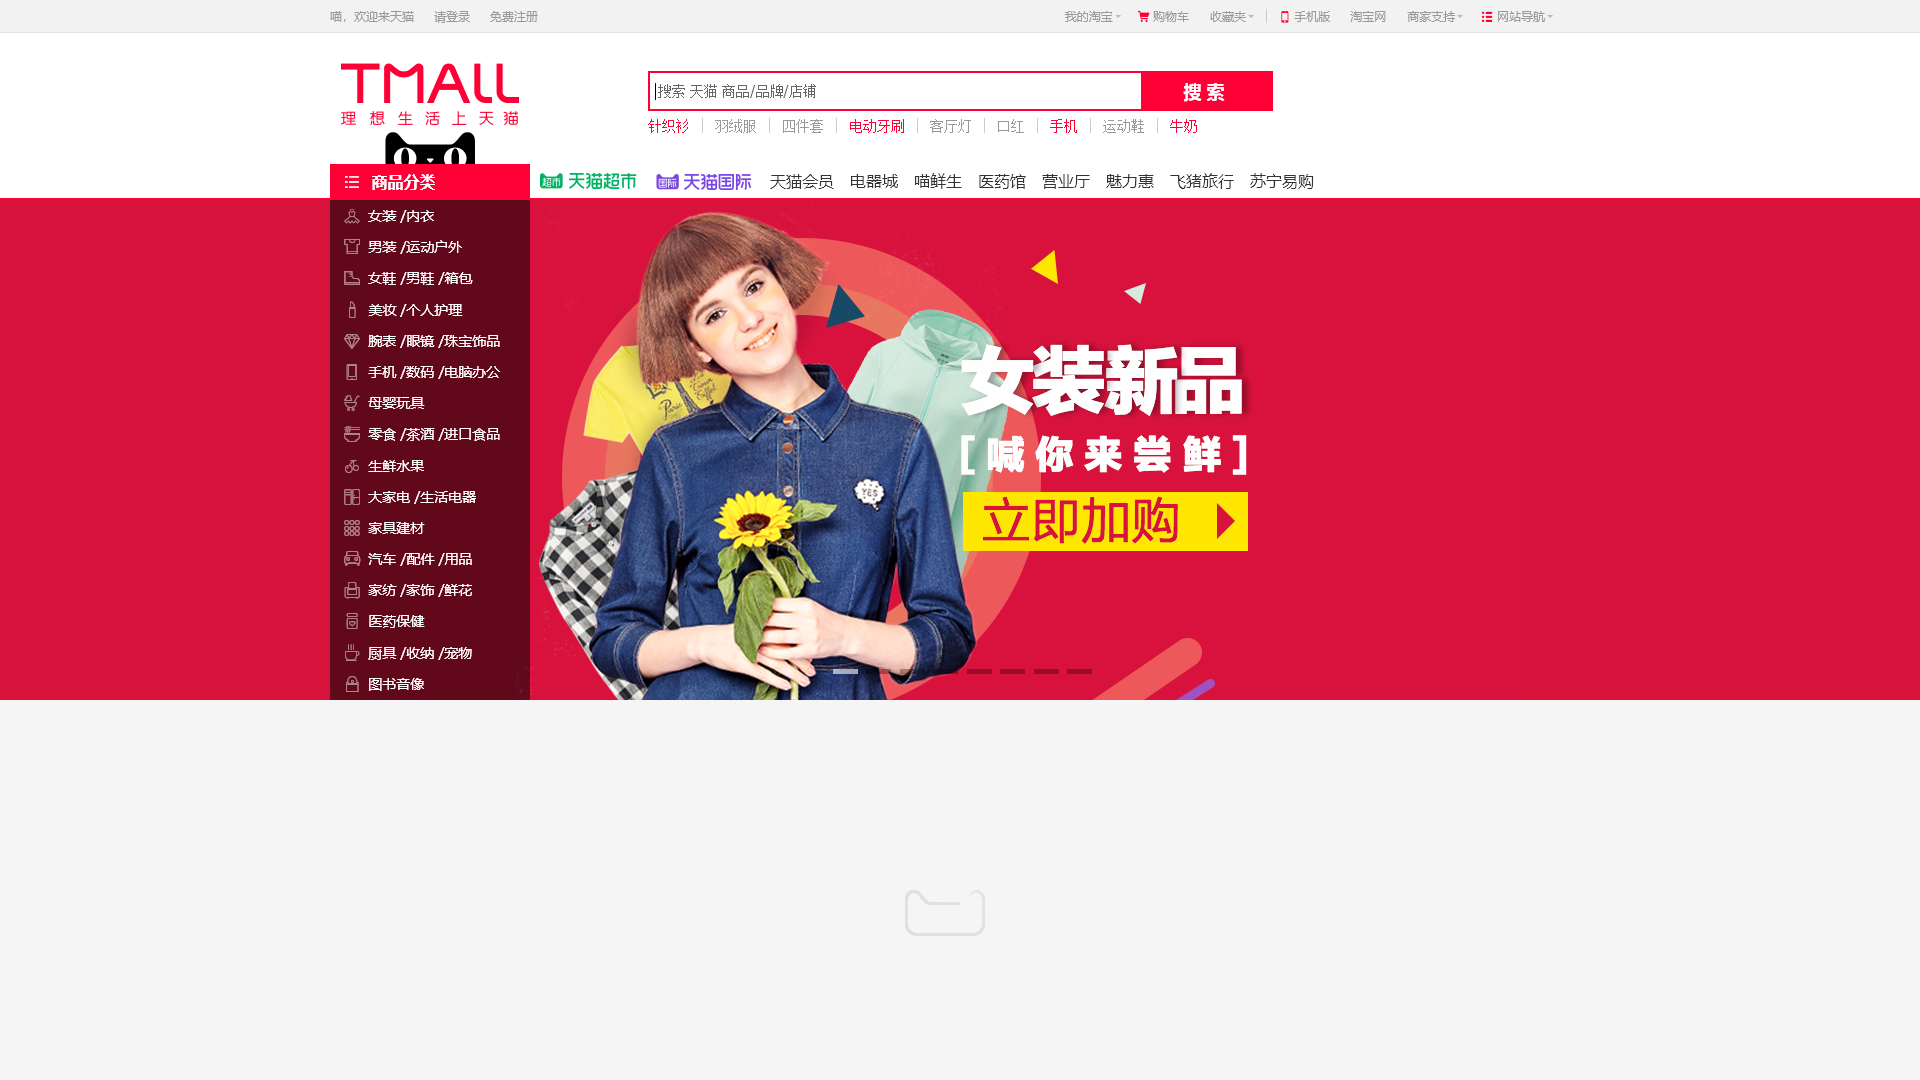 喵，欢迎来天猫 请登录 免费注册 我的淘宝 购物车 收藏夹 手机版 淘宝网 商家支持 网站导航
TMALL
理想生活上天猫
搜索 天猫 商品/品牌/店铺 搜索
针织衫 羽绒服 四件套 电动牙刷 客厅灯 口红 手机 运动鞋 牛奶
商品分类 超市 天猫超市 国际 天猫国际 天猫会员 电器城 喵鲜生 医药馆 营业厅 魅力惠 飞猪旅行 苏宁易购
女装 /内衣
男装 /运动户外
女鞋 /男鞋 /箱包
美妆 /个人护理
腕表 /眼镜 /珠宝饰品
手机 /数码 /电脑办公
母婴玩具
零食 /茶酒 /进口食品
生鲜水果
大家电 /生活电器
家具建材
汽车 /配件 /用品
家纺 /家饰 /鲜花
医药保健
厨具 /收纳 /宠物
图书音像
Paris
YES
女装新品
[喊你来尝鲜]
立即加购